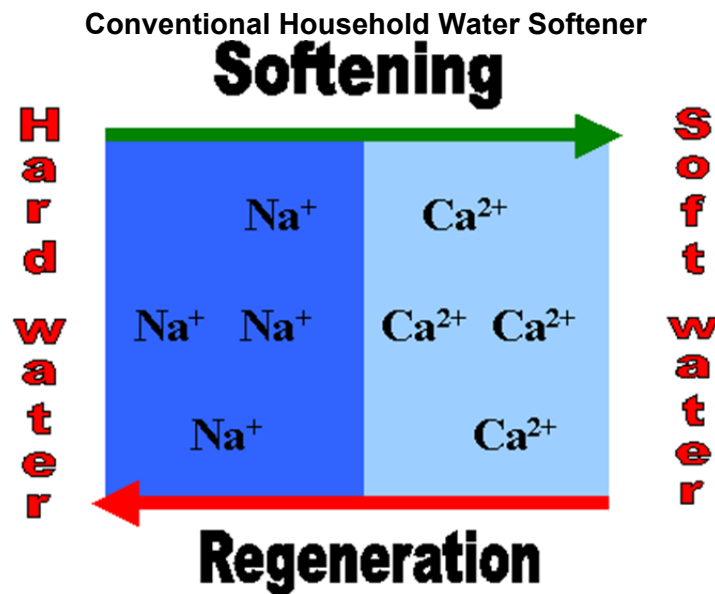 Conventional Household Water Softener
Softening
Hard water
Soft water
Na⁺ Ca²⁺
Na⁺ Na⁺ Ca²⁺ Ca²⁺
Na⁺ Ca²⁺
Regeneration